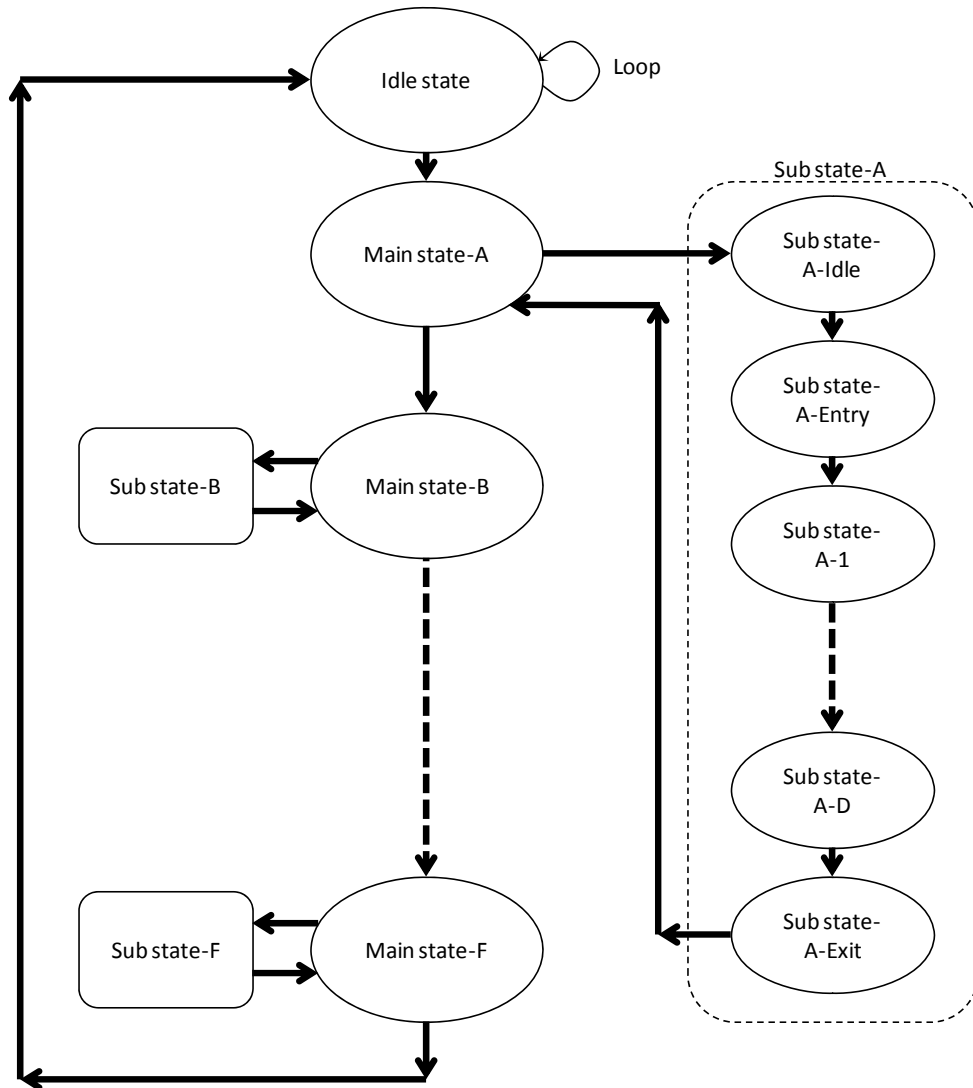 Idle state
Loop
Main state-A
Sub state-A
Sub state-
A-Idle
Sub state-
A-Entry
Sub state-B
Main state-B
Sub state-
A-1
Sub state-
A-D
Sub state-F
Main state-F
Sub state-
A-Exit